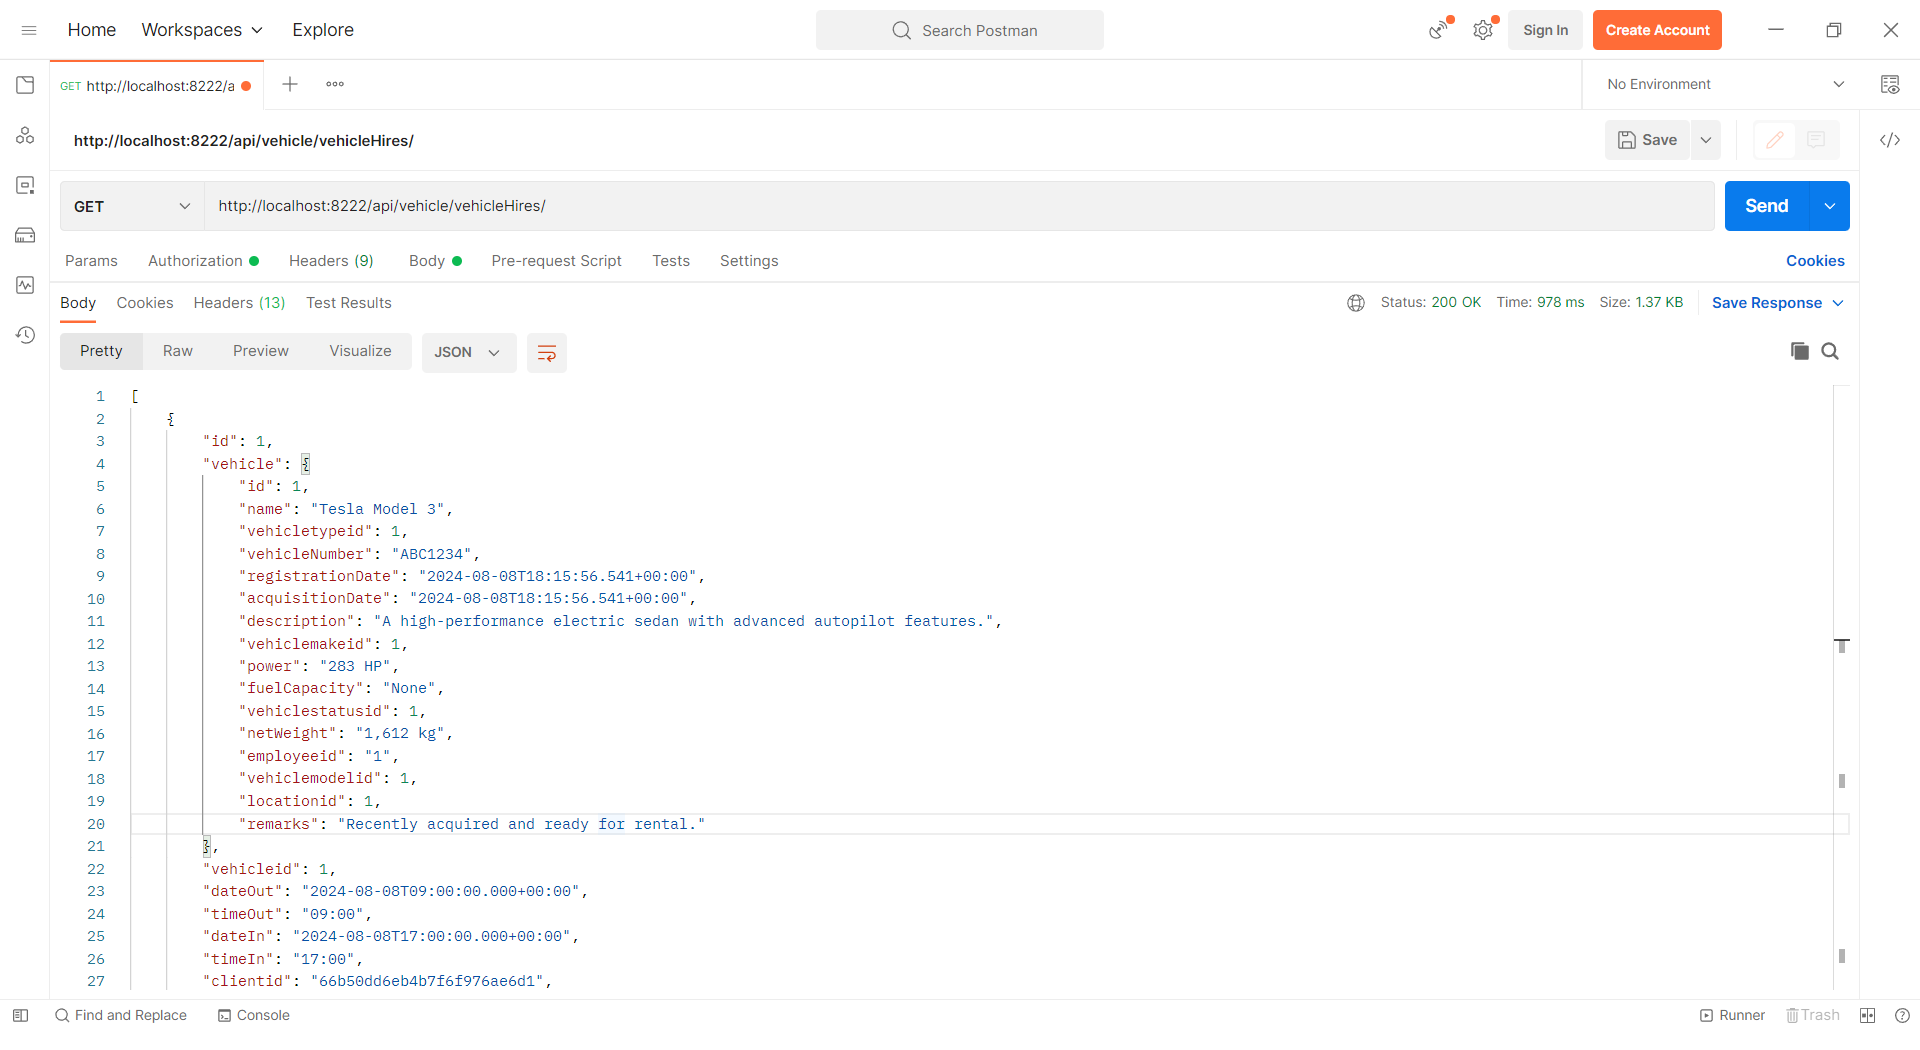 Home Workspaces Explore Search Postman Sign In Create Account
GET http://localhost:8222/a No Environment
http://localhost:8222/api/vehicle/vehicleHires/ Save
GET http://localhost:8222/api/vehicle/vehicleHires/ Send
Params Authorization Headers (9) Body Pre-request Script Tests Settings Cookies
Body Cookies Headers (13) Test Results Status: 200 OK Time: 978 ms Size: 1.37 KB Save Response
Pretty Raw Preview Visualize JSON
1 [
2 {
3 "id": 1,
4 "vehicle": {
5 "id": 1,
6 "name": "Tesla Model 3",
7 "vehicletypeid": 1,
8 "vehicleNumber": "ABC1234",
9 "registrationDate": "2024-08-08T18:15:56.541+00:00",
10 "acquisitionDate": "2024-08-08T18:15:56.541+00:00",
11 "description": "A high-performance electric sedan with advanced autopilot features.",
12 "vehiclemakeid": 1,
13 "power": "283 HP",
14 "fuelCapacity": "None",
15 "vehiclestatusid": 1,
16 "netWeight": "1,612 kg",
17 "employeeid": "1",
18 "vehiclemodelid": 1,
19 "locationid": 1,
20 "remarks": "Recently acquired and ready for rental."
21 },
22 "vehicleid": 1,
23 "dateOut": "2024-08-08T09:00:00.000+00:00",
24 "timeOut": "09:00",
25 "dateIn": "2024-08-08T17:00:00.000+00:00",
26 "timeIn": "17:00",
27 "clientid": "66b50dd6eb4b7f6f976ae6d1",
Find and Replace Console Runner Trash